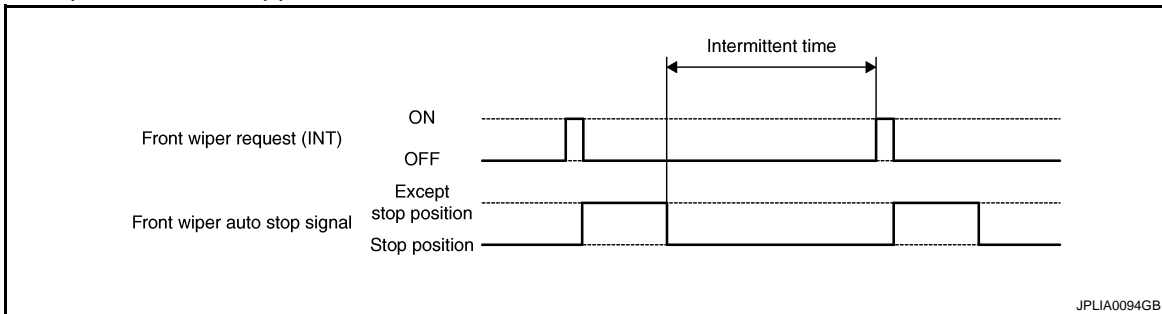 Intermittent time
ON
Front wiper request (INT)
OFF
Except
stop position
Front wiper auto stop signal
Stop position
JPLIA0094GB